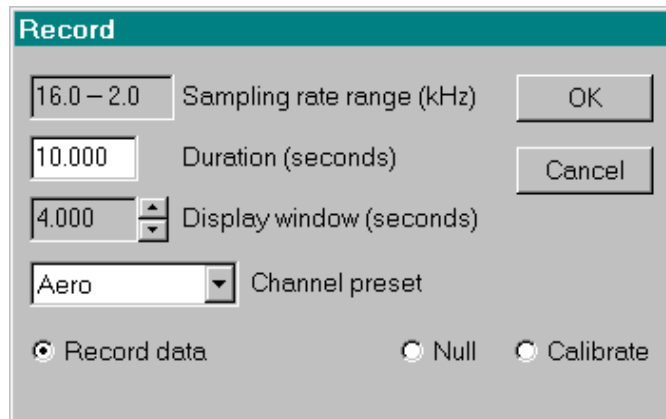 Record
16.0 – 2.0 Sampling rate range (kHz) OK
10.000 Duration (seconds)
Cancel
4.000 Display window (seconds)
Aero Channel preset
Record data Null Calibrate